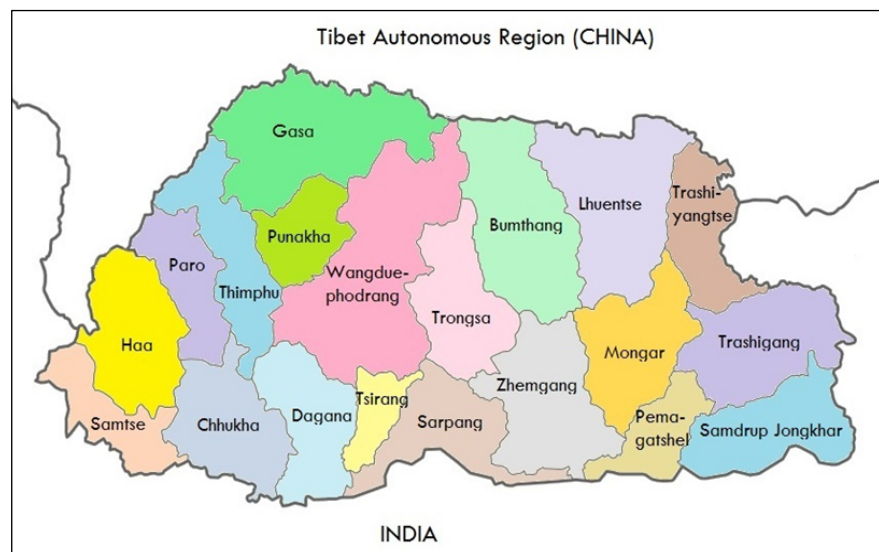 Tibet Autonomous Region (CHINA)
Gasa
Trashi-
yangtse
Lhuentse
Bumthang
Punakha
Paro
Wangdue-
phodrang
Thimphu
Trongsa
Haa
Mongar
Trashigang
Zhemgang
Tsirang
Dagana
Sarpang
Pema-
gatshel
Samtse
Chhukha
Samdrup Jongkhar
INDIA